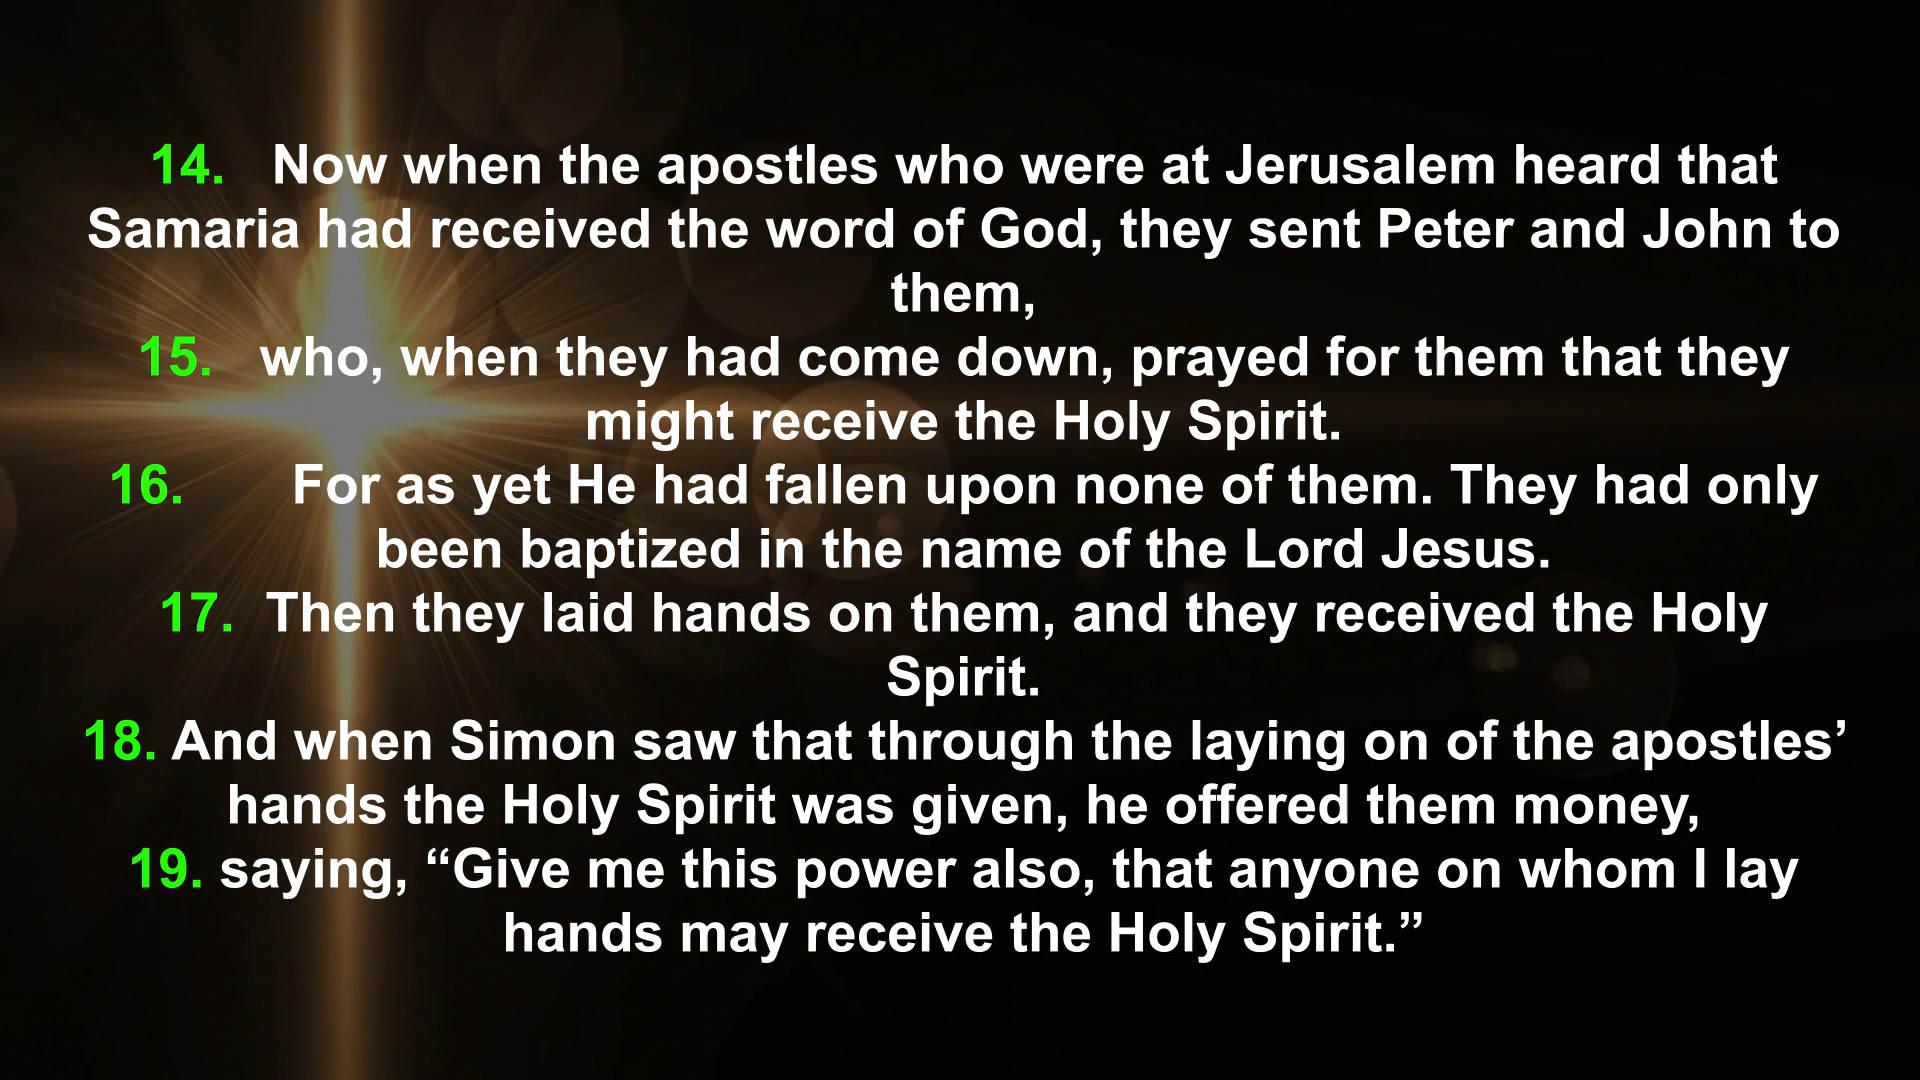 14. Now when the apostles who were at Jerusalem heard that
Samaria had received the word of God, they sent Peter and John to
them,
15. who, when they had come down, prayed for them that they
might receive the Holy Spirit.
16. For as yet He had fallen upon none of them. They had only
been baptized in the name of the Lord Jesus.
17. Then they laid hands on them, and they received the Holy
Spirit.
18. And when Simon saw that through the laying on of the apostles’
hands the Holy Spirit was given, he offered them money,
19. saying, “Give me this power also, that anyone on whom I lay
hands may receive the Holy Spirit.”